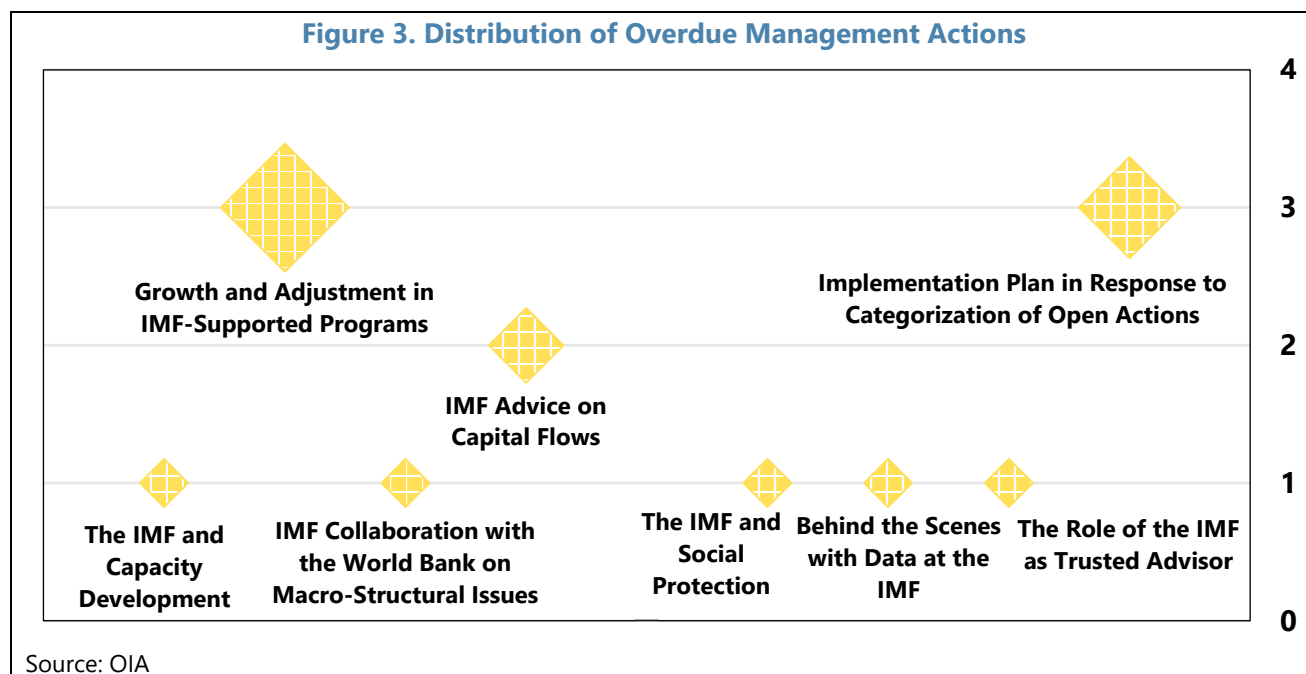 Figure 3. Distribution of Overdue Management Actions
4
3
Growth and Adjustment in
IMF-Supported Programs
Implementation Plan in Response to
Categorization of Open Actions
2
IMF Advice on
Capital Flows
1
The IMF and
Capacity
Development
IMF Collaboration with
the World Bank on
Macro-Structural Issues
The IMF and
Social
Protection
Behind the Scenes
with Data at the
IMF
The Role of the IMF
as Trusted Advisor
0
Source: OIA